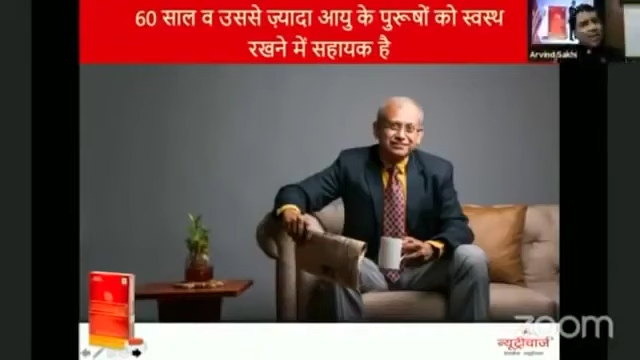 60 साल व उससे ज़्यादा आयु के पुरूषों को स्वस्थ
रखने में सहायक है
Arvind Sakhi
न्यूट्रीचार्ज
zoom